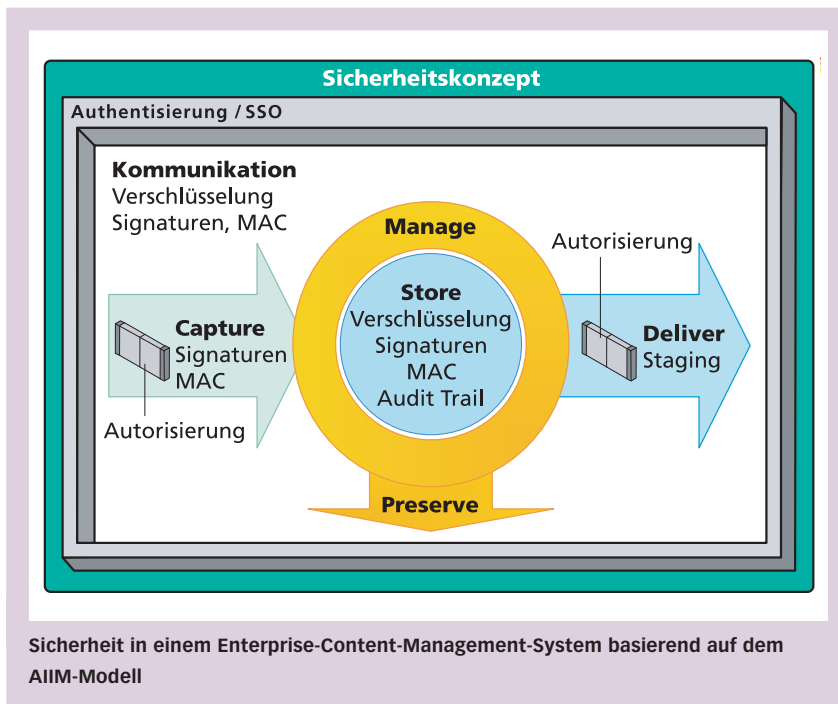 Sicherheitskonzept
Authentisierung / SSO
Kommunikation
Verschlüsselung
Signaturen, MAC
Capture
Signaturen
MAC
Autorisierung
Manage
Store
Verschlüsselung
Signaturen
MAC
Audit Trail
Preserve
Autorisierung
Deliver
Staging
Sicherheit in einem Enterprise-Content-Management-System basierend auf dem
AIIM-Modell